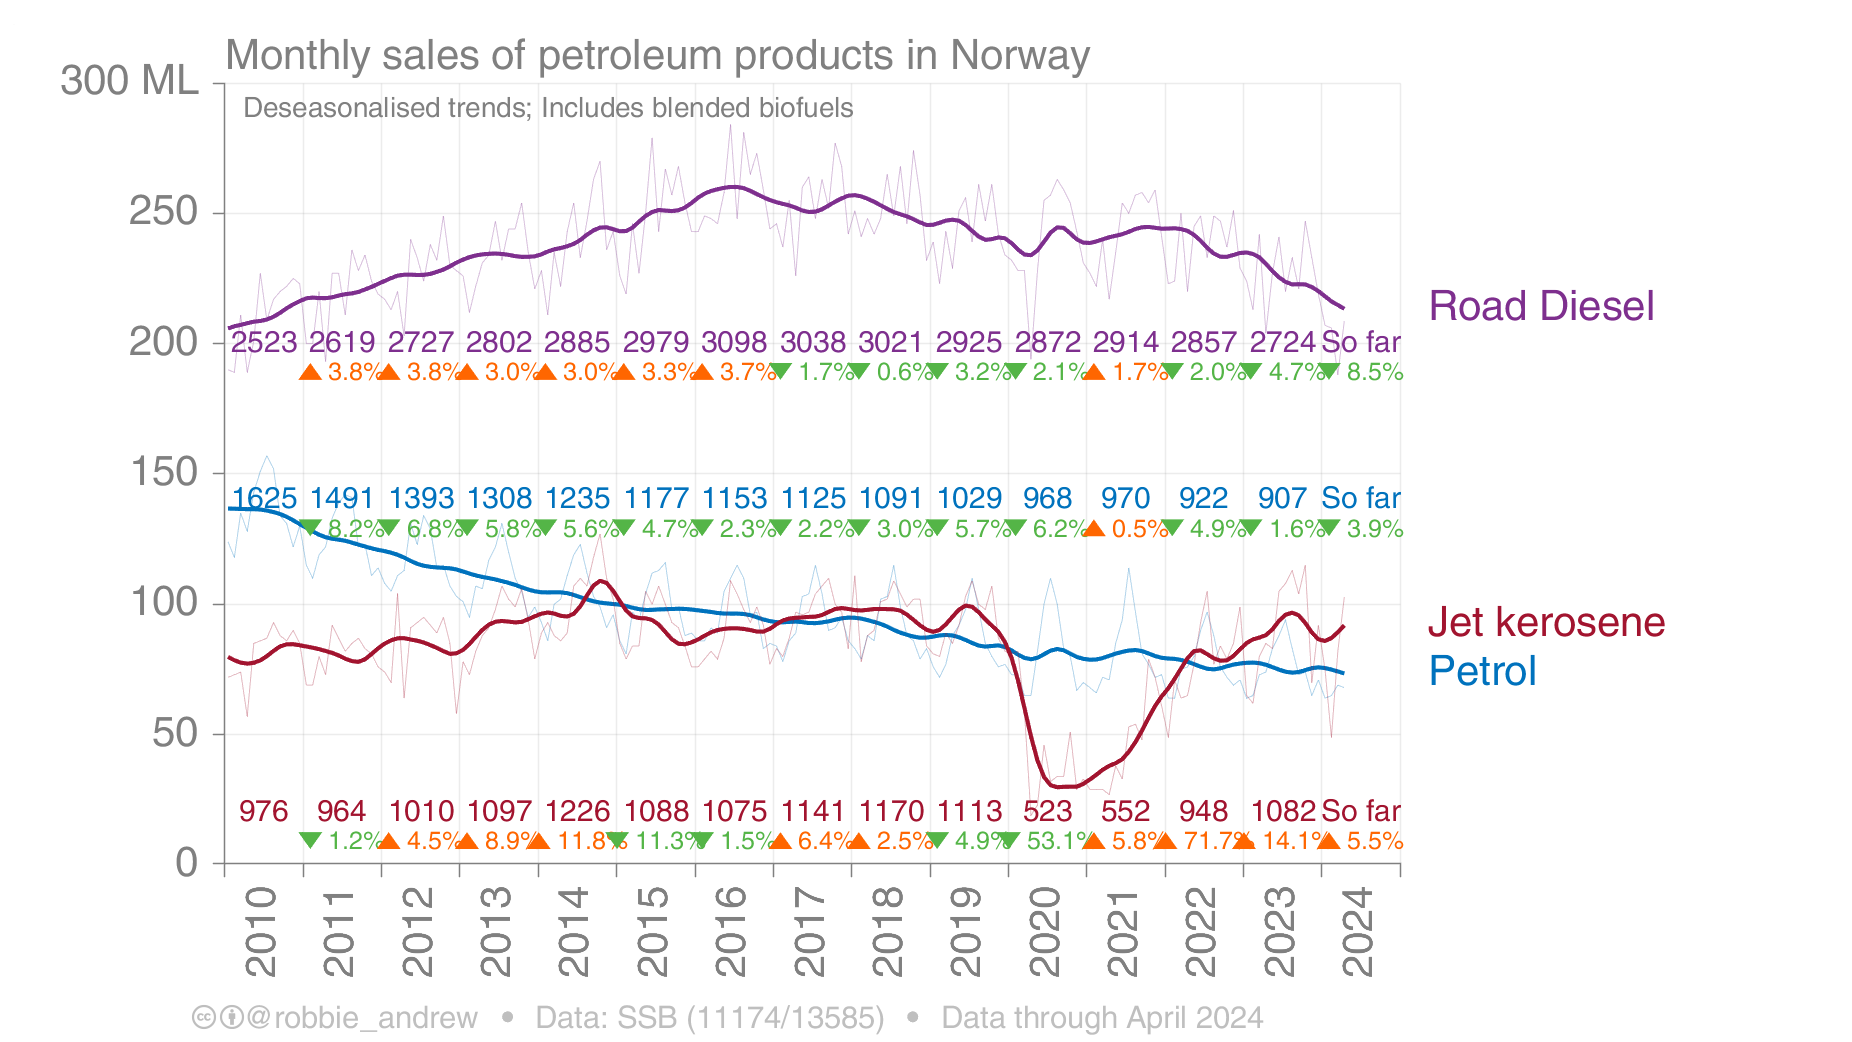 Monthly sales of petroleum products in Norway
300 ML
Deseasonalised trends; Includes blended biofuels
250
Road Diesel
200
2523 2619 2727 2802 2885 2979 3098 3038 3021 2925 2872 2914 2857 2724 So far
3.8% 3.8% 3.0% 3.0% 3.3% 3.7% 1.7% 0.6% 3.2% 2.1% 1.7% 2.0% 4.7% 8.5%
150
1625 1491 1393 1308 1235 1177 1153 1125 1091 1029 968 970 922 907 So far
8.2% 6.8% 5.8% 5.6% 4.7% 2.3% 2.2% 3.0% 5.7% 6.2% 0.5% 4.9% 1.6% 3.9%
100
Jet kerosene
Petrol
50
976 964 1010 1097 1226 1088 1075 1141 1170 1113 523 552 948 1082 So far
1.2% 4.5% 8.9% 11.8% 11.3% 1.5% 6.4% 2.5% 4.9% 53.1% 5.8% 71.7% 14.1% 5.5%
0
2010 2011 2012 2013 2014 2015 2016 2017 2018 2019 2020 2021 2022 2023 2024
cc @robbie_andrew • Data: SSB (11174/13585) • Data through April 2024